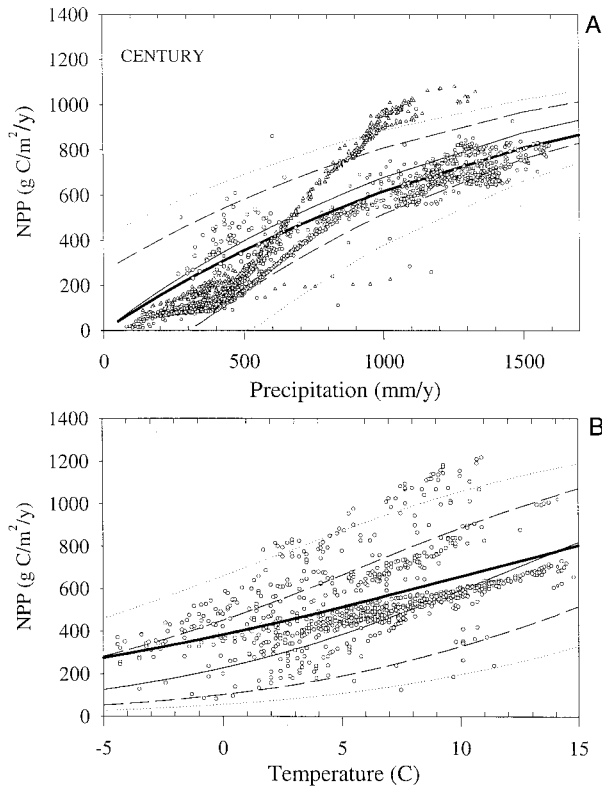 A
1400
1200
CENTURY
1000
800
600
400
200
0
NPP (g C/m²/y)
0 500 1000 1500
Precipitation (mm/y)
B
1400
1200
1000
800
600
400
200
0
NPP (g C/m²/y)
-5 0 5 10 15
Temperature (C)